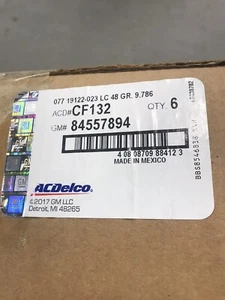 077 19122-023 LC 48 GR. 9.786
ACD# CF132
QTY. 6
GM# 84557894
4 08 08709 88412 3
MADE IN MEXICO
ACDelco
©2017 GM LLC
Detroit, MI 48265